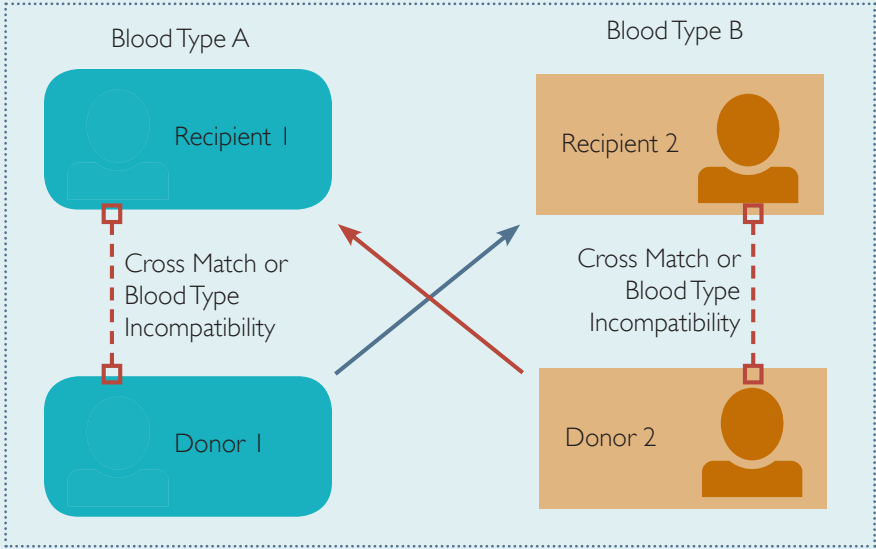 Blood Type A
Blood Type B
Recipient 1
Recipient 2
Cross Match or
Blood Type
Incompatibility
Cross Match or
Blood Type
Incompatibility
Donor 1
Donor 2